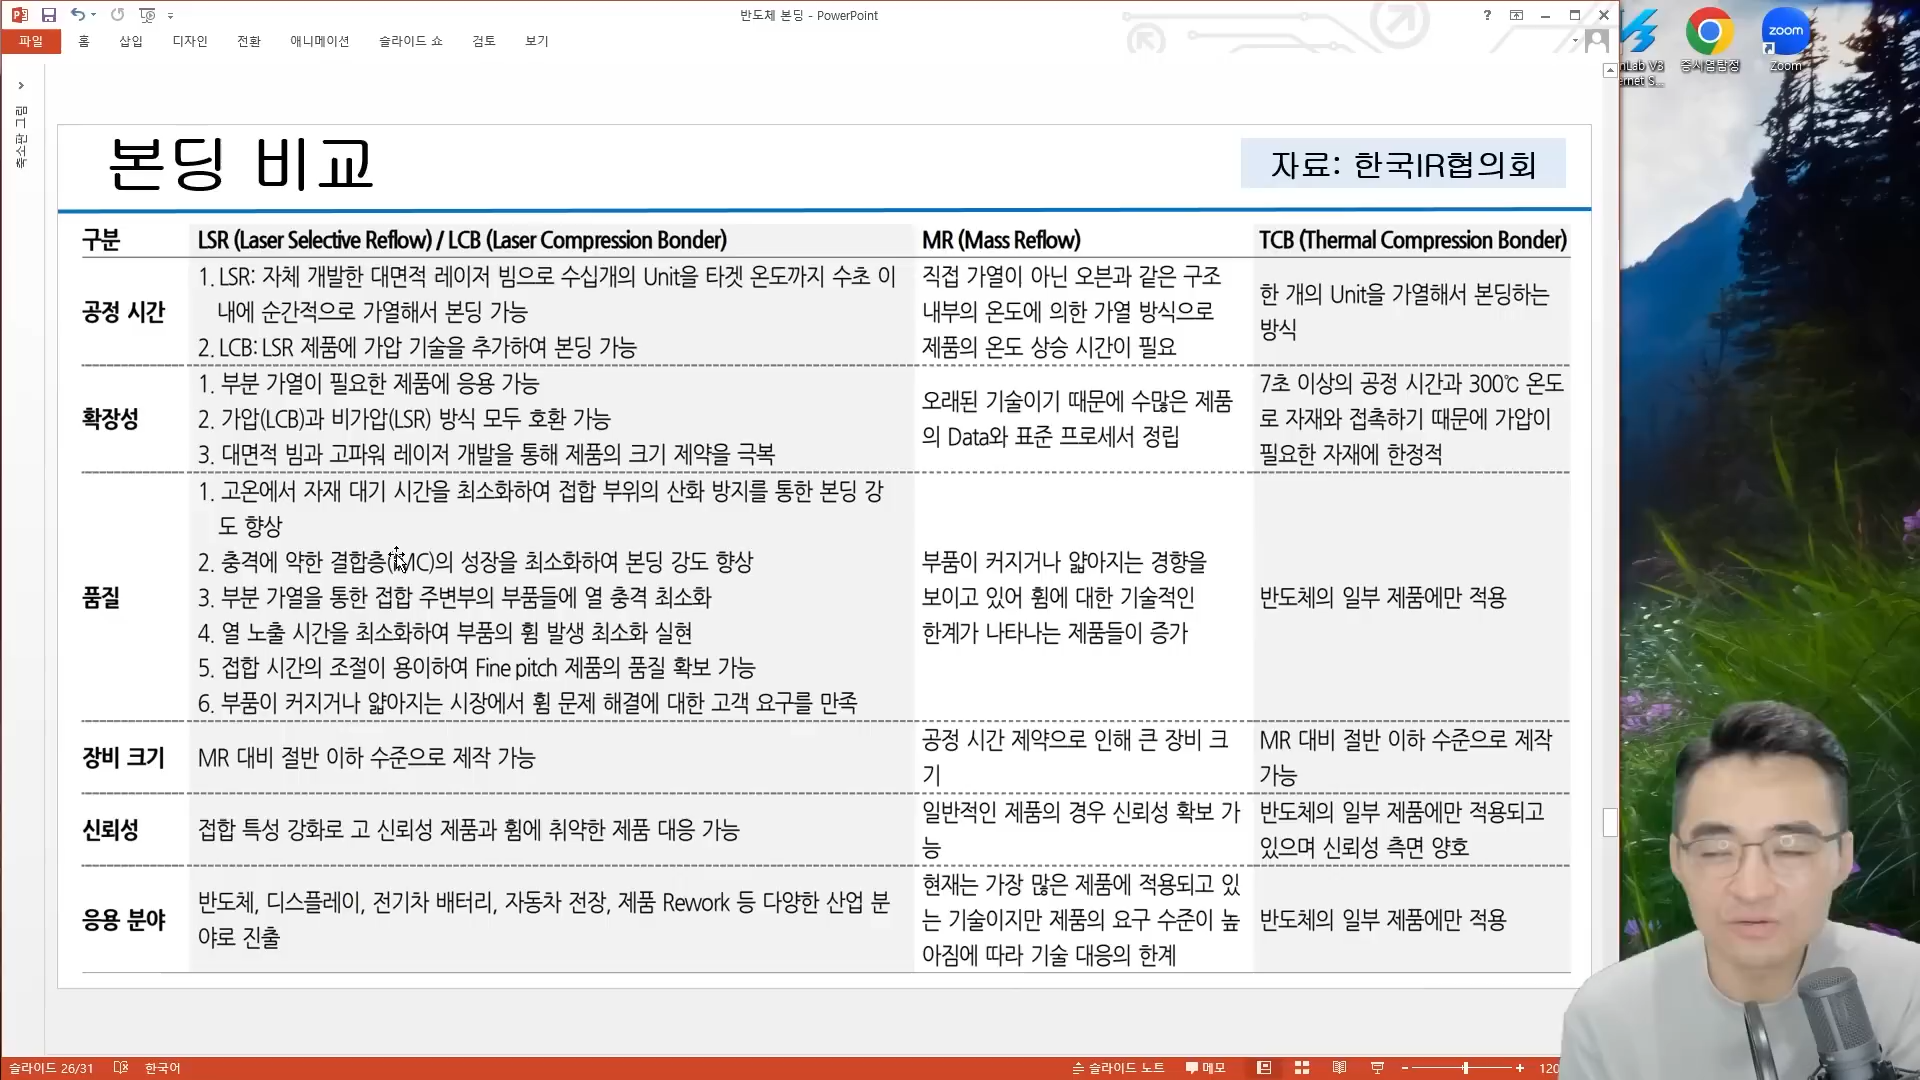 반도체 본딩 - PowerPoint
파일 홈 삽입 디자인 전환 애니메이션 슬라이드 쇼 검토 보기
축소판 그림
본딩 비교
자료: 한국IR협의회
구분 LSR (Laser Selective Reflow) / LCB (Laser Compression Bonder) MR (Mass Reflow) TCB (Thermal Compression Bonder)
공정 시간
1. LSR: 자체 개발한 대면적 레이저 빔으로 수십개의 Unit을 타겟 온도까지 수초 이
내에 순간적으로 가열해서 본딩 가능
2. LCB: LSR 제품에 가압 기술을 추가하여 본딩 가능
직접 가열이 아닌 오븐과 같은 구조
내부의 온도에 의한 가열 방식으로
제품의 온도 상승 시간이 필요
한 개의 Unit을 가열해서 본딩하는
방식
확장성
1. 부분 가열이 필요한 제품에 응용 가능
2. 가압(LCB)과 비가압(LSR) 방식 모두 호환 가능
3. 대면적 빔과 고파워 레이저 개발을 통해 제품의 크기 제약을 극복
오래된 기술이기 때문에 수많은 제품
의 Data와 표준 프로세서 정립
7초 이상의 공정 시간과 300℃ 온도
로 자재와 접촉하기 때문에 가압이
필요한 자재에 한정적
품질
1. 고온에서 자재 대기 시간을 최소화하여 접합 부위의 산화 방지를 통한 본딩 강
도 향상
2. 충격에 약한 결합층(IMC)의 성장을 최소화하여 본딩 강도 향상
3. 부분 가열을 통한 접합 주변부의 부품들에 열 충격 최소화
4. 열 노출 시간을 최소화하여 부품의 휨 발생 최소화 실현
5. 접합 시간의 조절이 용이하여 Fine pitch 제품의 품질 확보 가능
6. 부품이 커지거나 얇아지는 시장에서 휨 문제 해결에 대한 고객 요구를 만족
부품이 커지거나 얇아지는 경향을
보이고 있어 휨에 대한 기술적인
한계가 나타나는 제품들이 증가
반도체의 일부 제품에만 적용
장비 크기
MR 대비 절반 이하 수준으로 제작 가능
공정 시간 제약으로 인해 큰 장비 크
기
MR 대비 절반 이하 수준으로 제작
가능
신뢰성
접합 특성 강화로 고 신뢰성 제품과 휨에 취약한 제품 대응 가능
일반적인 제품의 경우 신뢰성 확보 가
능
반도체의 일부 제품에만 적용되고
있으며 신뢰성 측면 양호
응용 분야
반도체, 디스플레이, 전기차 배터리, 자동차 전장, 제품 Rework 등 다양한 산업 분
야로 진출
현재는 가장 많은 제품에 적용되고 있
는 기술이지만 제품의 요구 수준이 높
아짐에 따라 기술 대응의 한계
반도체의 일부 제품에만 적용
슬라이드 26/31 한국어 슬라이드 노트 메모 120
zoom
Zoom